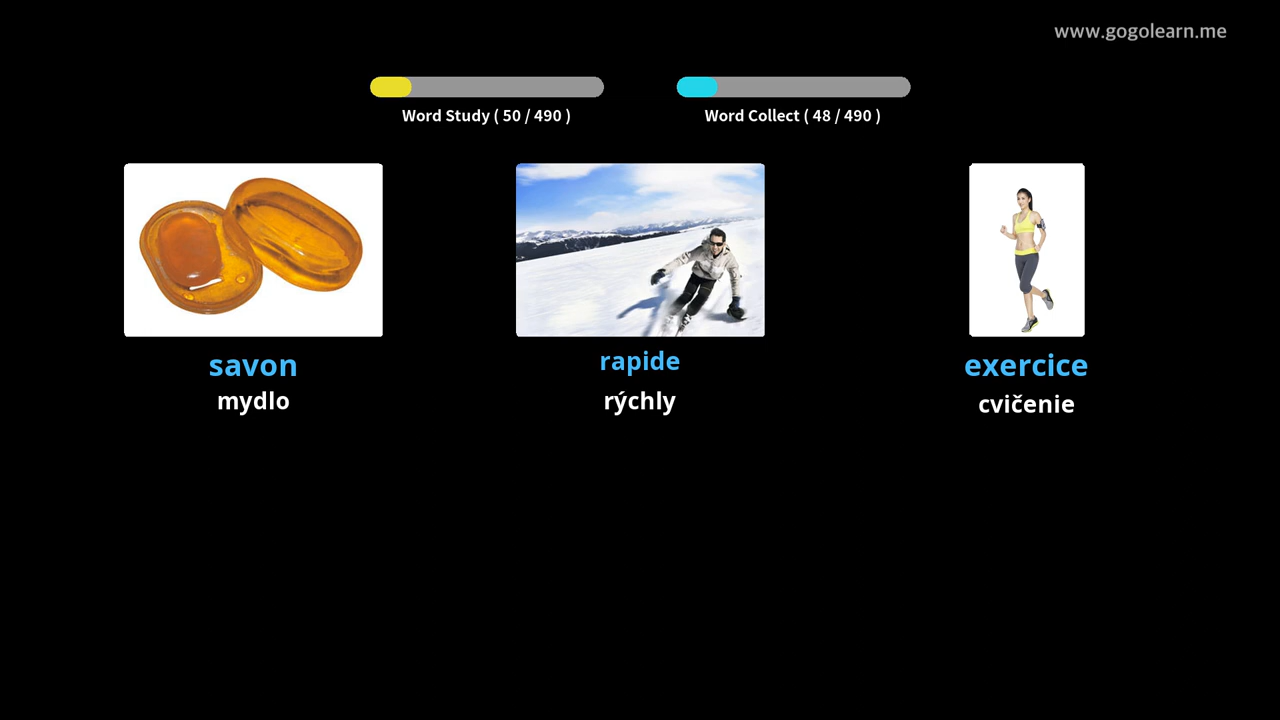 www.gogolearn.me
Word Study ( 50 / 490 )
Word Collect ( 48 / 490 )
savon
mydlo
rapide
rýchly
exercice
cvičenie